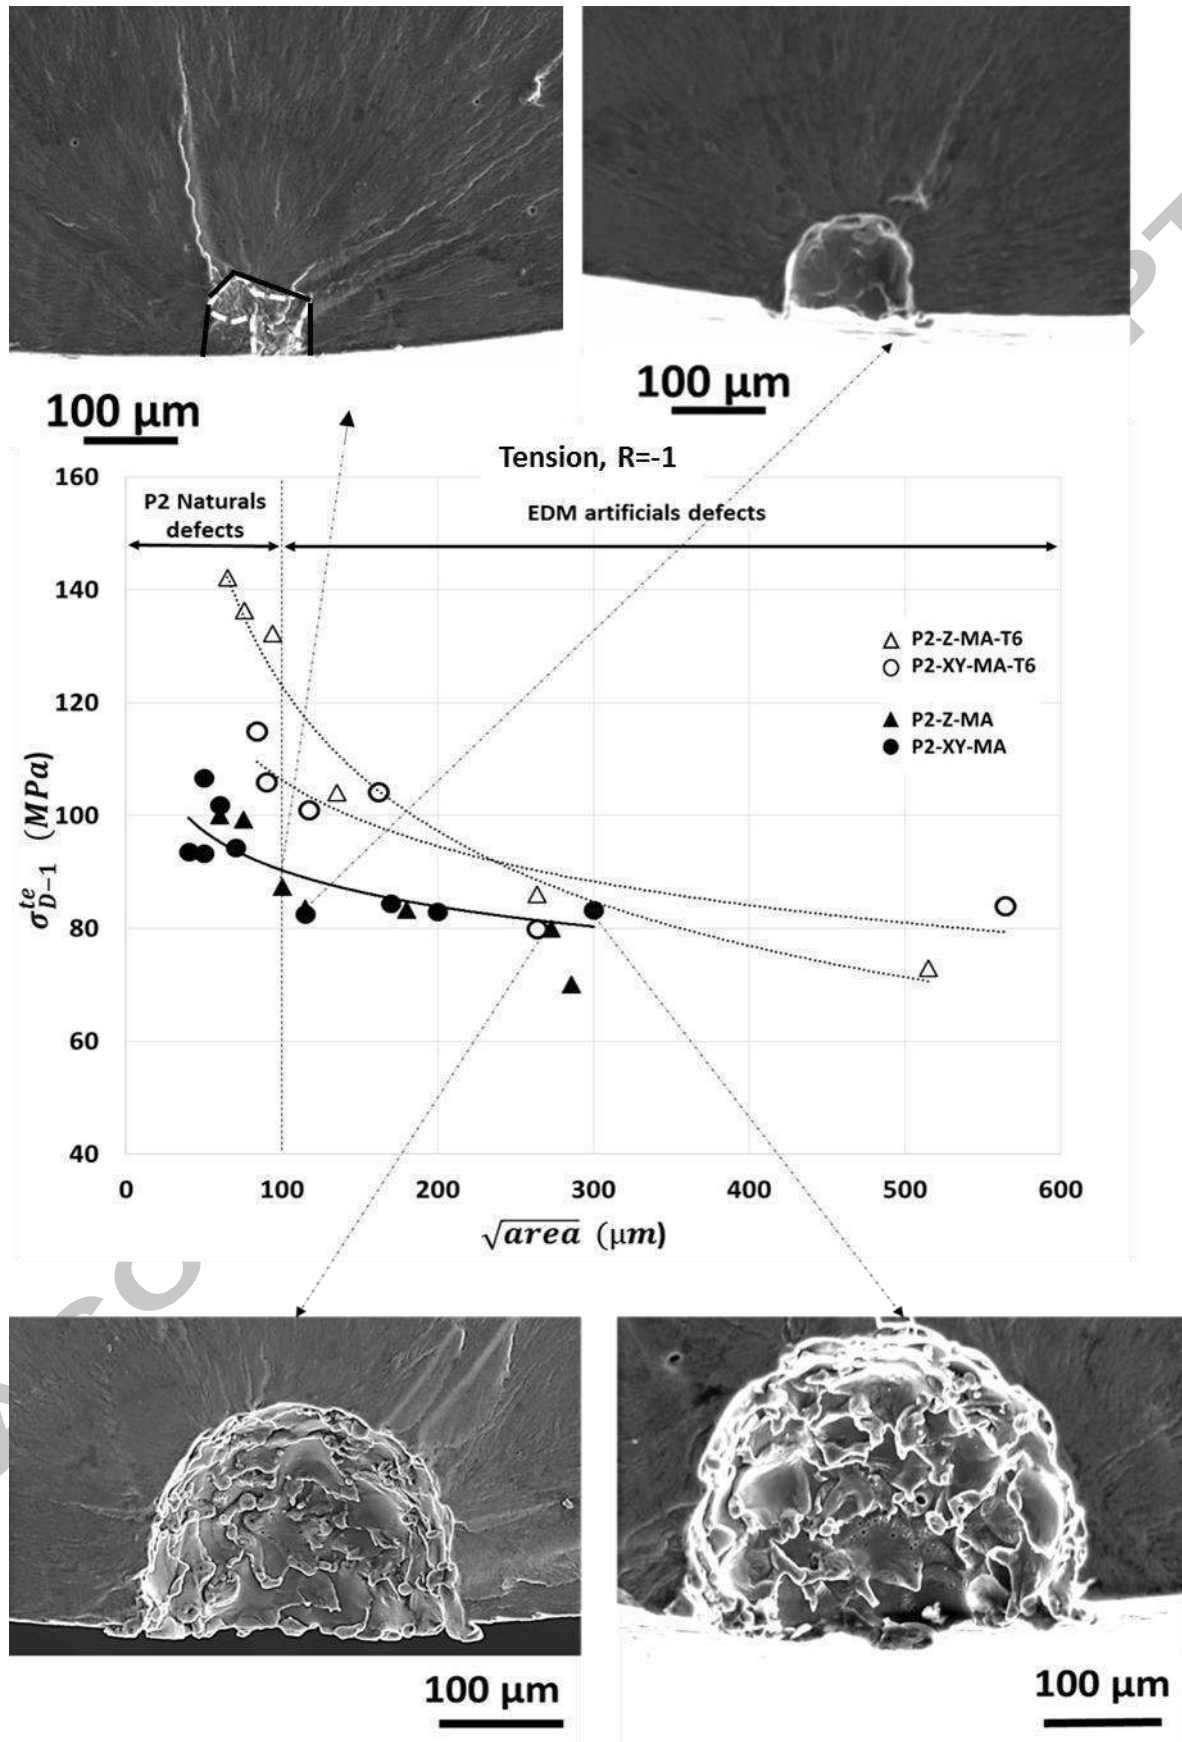 100 μm
100 μm
Tension, R=-1
160
P2 Naturals
defects
EDM artificials defects
140
P2-Z-MA-T6
P2-XY-MA-T6
120
P2-Z-MA
P2-XY-MA
100
80
60
40
σ^{te}_{D-1} (MPa)
0 100 200 300 400 500 600
√area (μm)
100 μm
100 μm